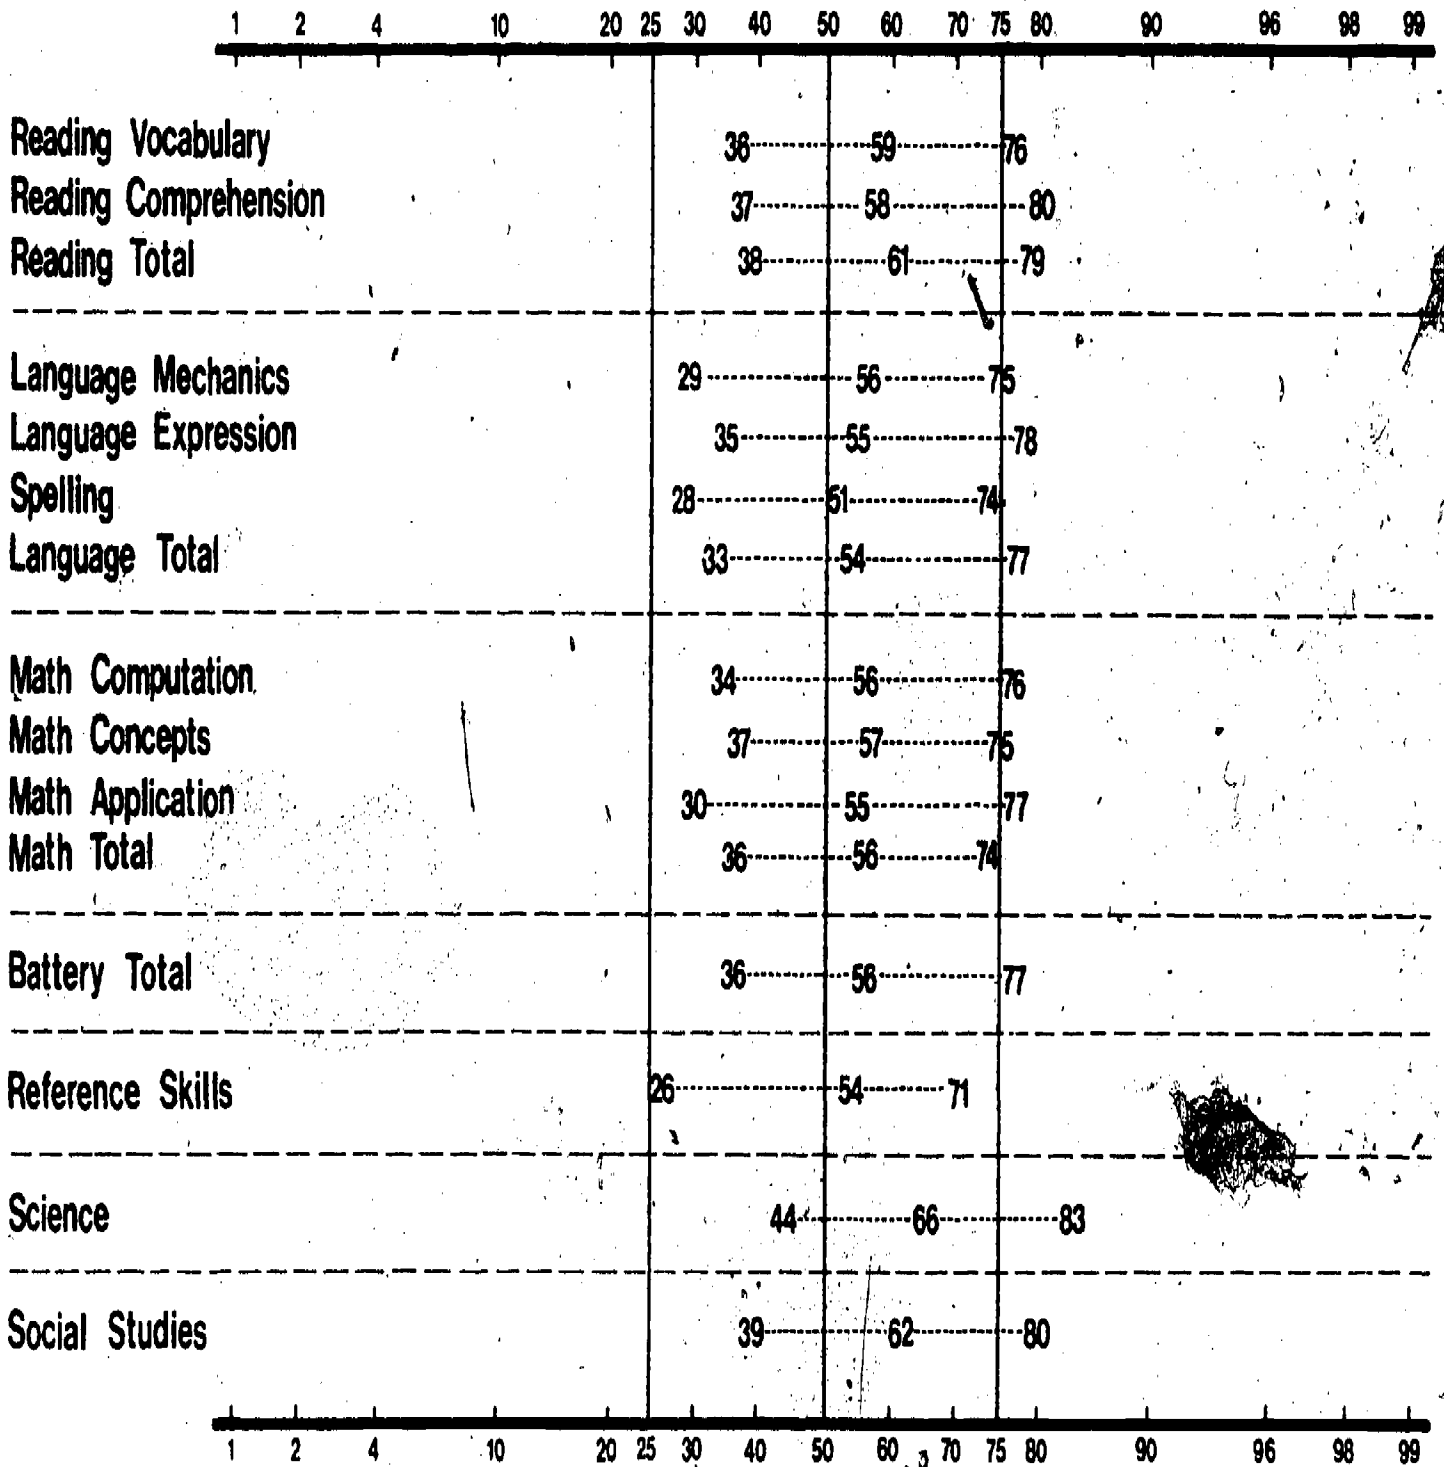 1 2 4 10 20 25 30 40 50 60 70 75 80 90 96 98 99
Reading Vocabulary 36 59 76
Reading Comprehension 37 58 80
Reading Total 38 61 79
Language Mechanics 29 56 75
Language Expression 35 55 78
Spelling 28 51 74
Language Total 33 54 77
Math Computation 34 56 76
Math Concepts 37 57 75
Math Application 30 55 77
Math Total 36 56 74
Battery Total 36 56 77
Reference Skills 26 54 71
Science 44 66 83
Social Studies 39 62 80
1 2 4 10 20 25 30 40 50 60 70 75 80 90 96 98 99